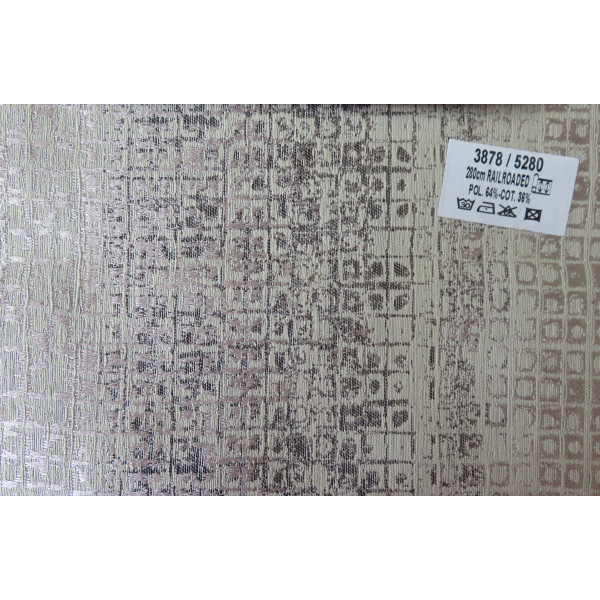 3878 / 5280
280cm RAILROADED
POL. 64%-COT. 36%